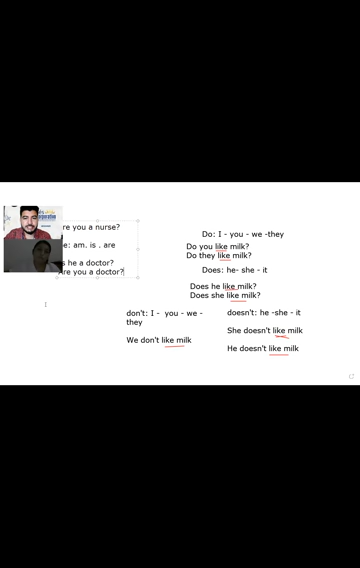 re you a nurse?
e: am. is . are
s he a doctor?
Are you a doctor?
Do: I - you - we -they
Do you like milk?
Do they like milk?
Does: he- she - it
Does he like milk?
Does she like milk?
don't: I - you - we -
they
We don't like milk
doesn't: he -she - it
She doesn't like milk
He doesn't like milk